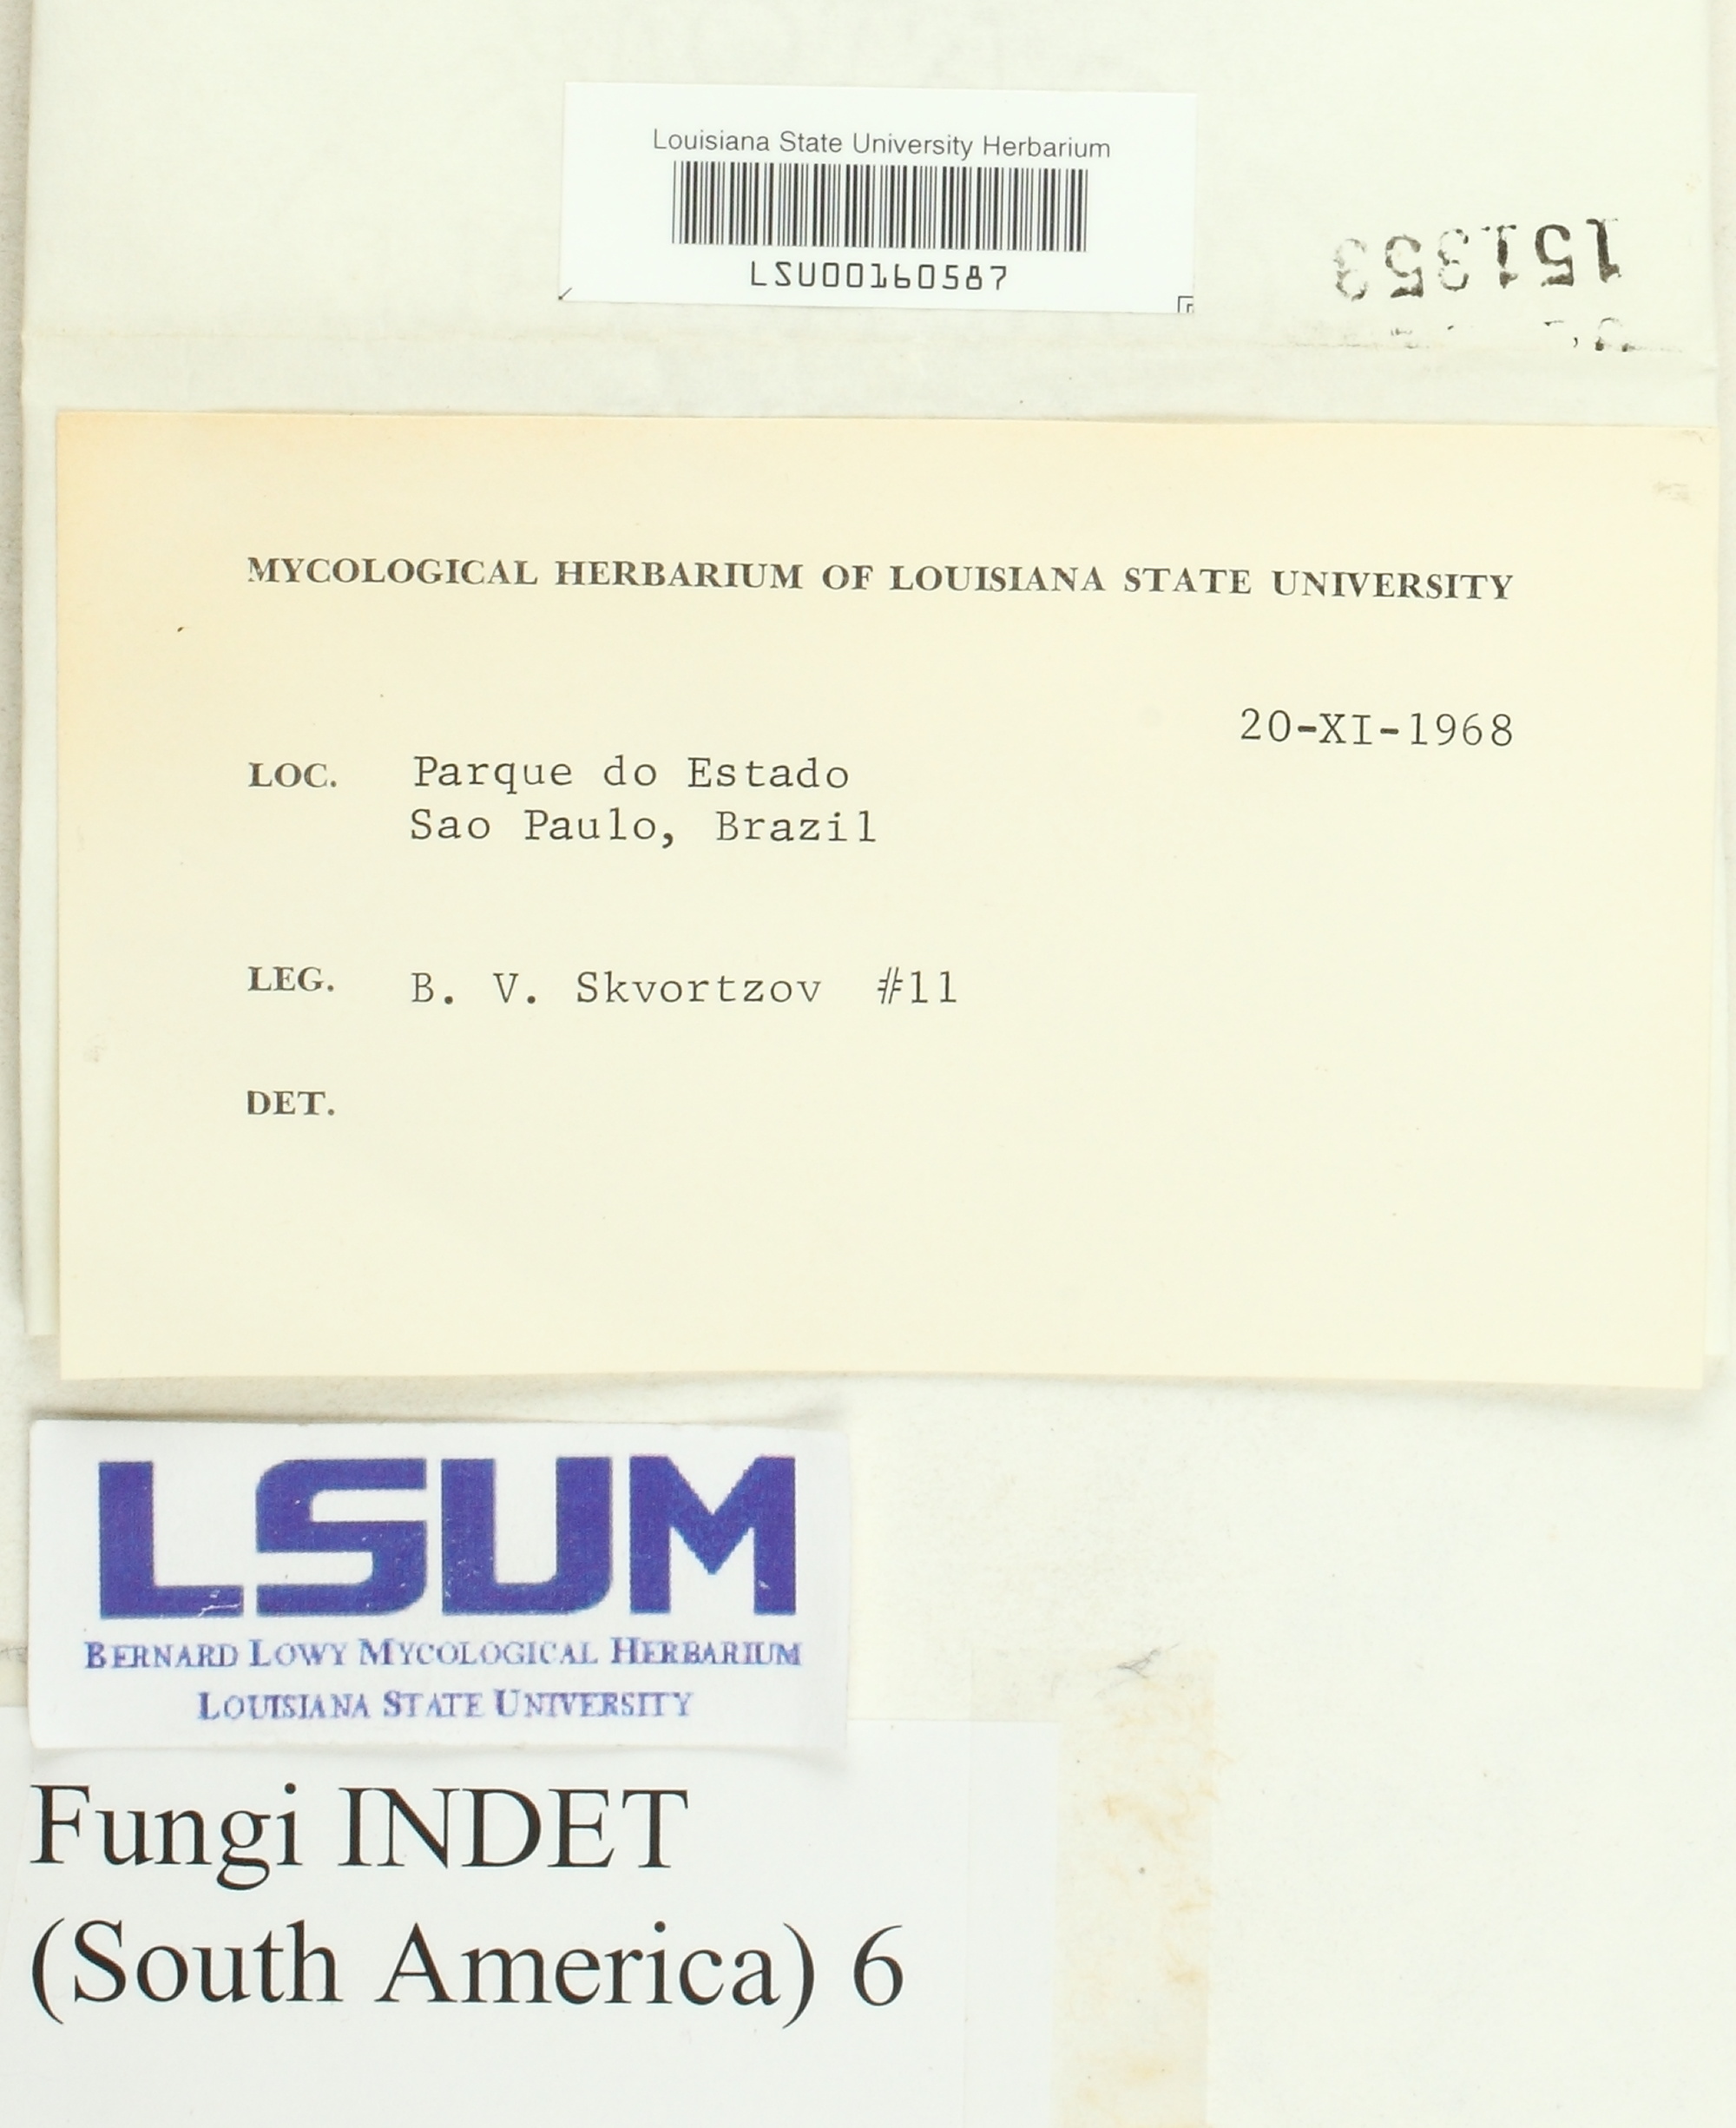 Louisiana State University Herbarium
LSU00160587
151353
MYCOLOGICAL HERBARIUM OF LOUISIANA STATE UNIVERSITY
20-XI-1968
LOC. Parque do Estado
Sao Paulo, Brazil
LEG. B. V. Skvortzov #11
DET.
LSUM
BERNARD LOWY MYCOLOGICAL HERBARIUM
LOUISIANA STATE UNIVERSITY
Fungi INDET
(South America) 6